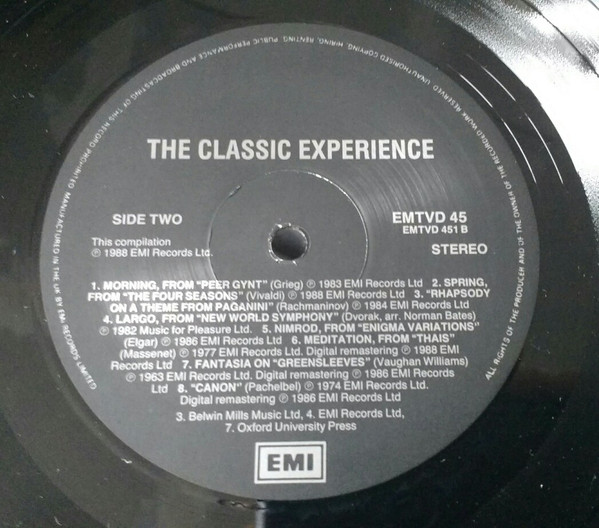 THE CLASSIC EXPERIENCE
SIDE TWO
EMTVD 45
EMTVD 451 B
This compilation
℗ 1988 EMI Records Ltd.
STEREO
1. MORNING, FROM "PEER GYNT" (Grieg) ℗ 1983 EMI Records Ltd 2. SPRING,
FROM "THE FOUR SEASONS" (Vivaldi) ℗ 1988 EMI Records Ltd 3. "RHAPSODY
ON A THEME FROM PAGANINI" (Rachmaninov) ℗ 1984 EMI Records Ltd
4. LARGO, FROM "NEW WORLD SYMPHONY" (Dvorak, arr. Norman Bates)
℗ 1982 Music for Pleasure Ltd. 5. NIMROD, FROM "ENIGMA VARIATIONS"
(Elgar) ℗ 1986 EMI Records Ltd 6. MEDITATION, FROM "THAIS"
(Massenet) ℗ 1977 EMI Records Ltd. Digital remastering ℗ 1988 EMI
Records Ltd 7. FANTASIA ON "GREENSLEEVES" (Vaughan Williams)
℗ 1963 EMI Records Ltd. Digital remastering ℗ 1986 EMI Records
Ltd 8. "CANON" (Pachelbel) ℗ 1974 EMI Records Ltd.
Digital remastering ℗ 1986 EMI Records Ltd
3. Belwin Mills Music Ltd, 4. EMI Records Ltd,
7. Oxford University Press
EMI
ALL RIGHTS OF THE PRODUCER AND OF THE OWNER OF THE RECORDED WORK RESERVED. UNAUTHORISED COPYING, HIRING, RENTING, PUBLIC PERFORMANCE AND BROADCASTING OF THIS RECORD PROHIBITED. MANUFACTURED IN THE UK BY EMI RECORDS LIMITED